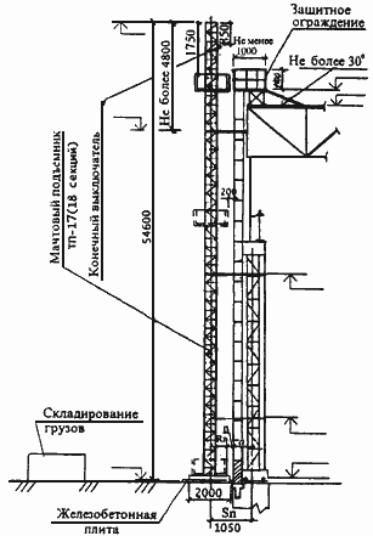 Защитное
ограждение
Не менее
1000
1750
Не более 4800
Не более 30°
Конечный выключатель
Мачтовый подъемник
тп-17(18 секций)
54600
200
Складирование
грузов
Железобетонная
плита
2000
Sп
1050